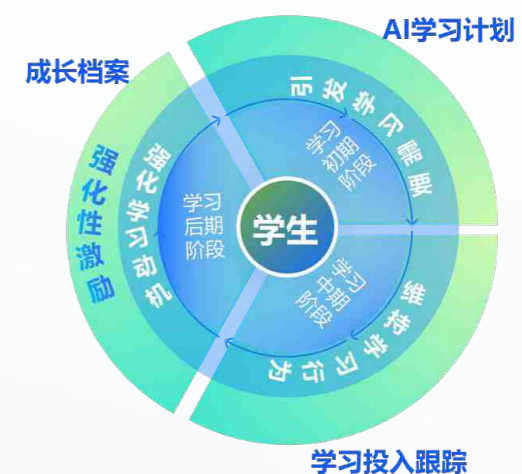 AI学习计划
成长档案
引发学习需要
学习
初期
阶段
强化性激励
强化学习动机
学习
后期
阶段
学生
学习
中期
阶段
维持学习行为
学习投入跟踪